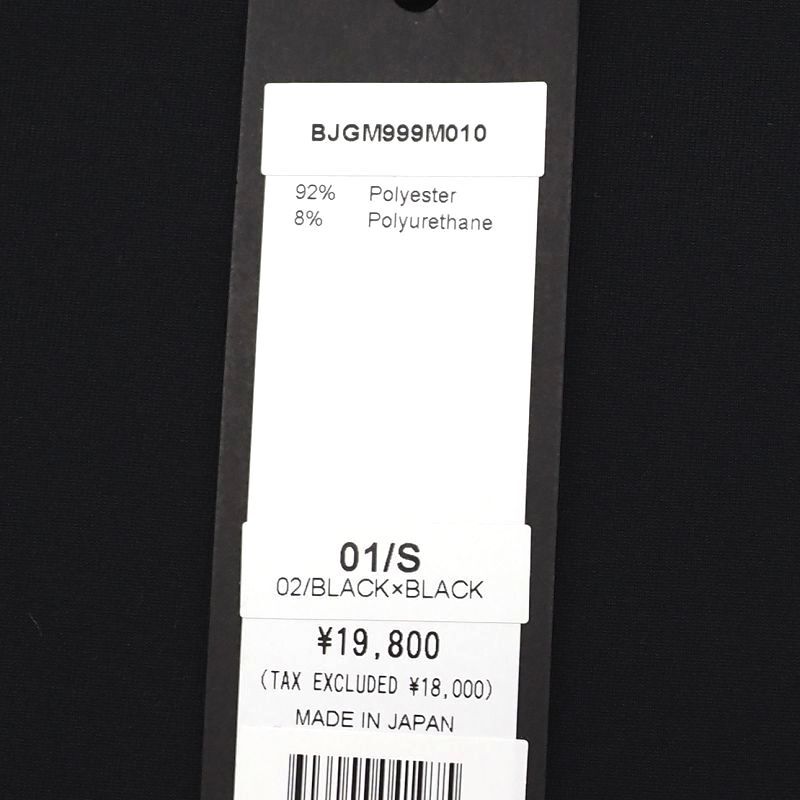 BJGM999M010
92% Polyester
8% Polyurethane
01/S
02/BLACK×BLACK
¥19,800
(TAX EXCLUDED ¥18,000)
MADE IN JAPAN